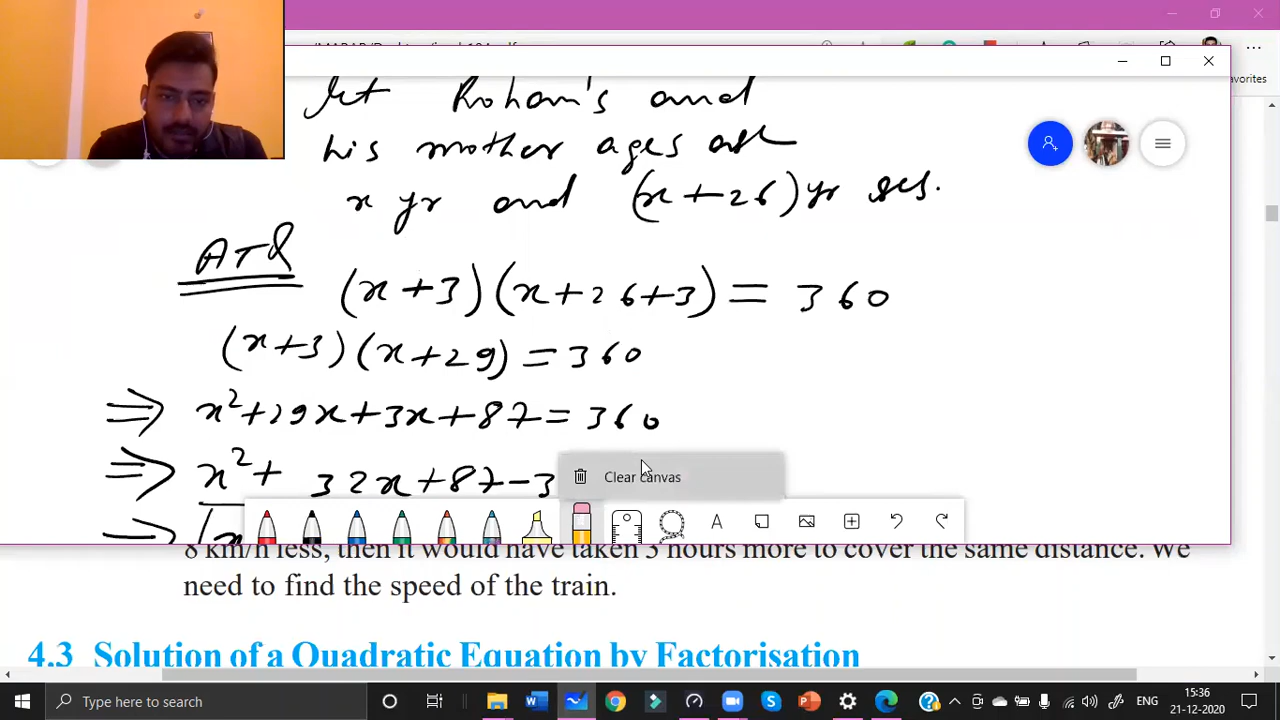 Let Roham's and
his mother ages are
x yr and (x+26)yr
ATQ (x+3)(x+26+3)=360
(x+3)(x+29)=360
⇒ x²+29x+3x+87=360
⇒ x²+ 32x+87-3
Clear canvas
8 km/h less, then it would have taken 3 hours more to cover the same distance. We
need to find the speed of the train.
4.3 Solution of a Quadratic Equation by Factorisation
Type here to search
ENG
15:36
21-12-2020